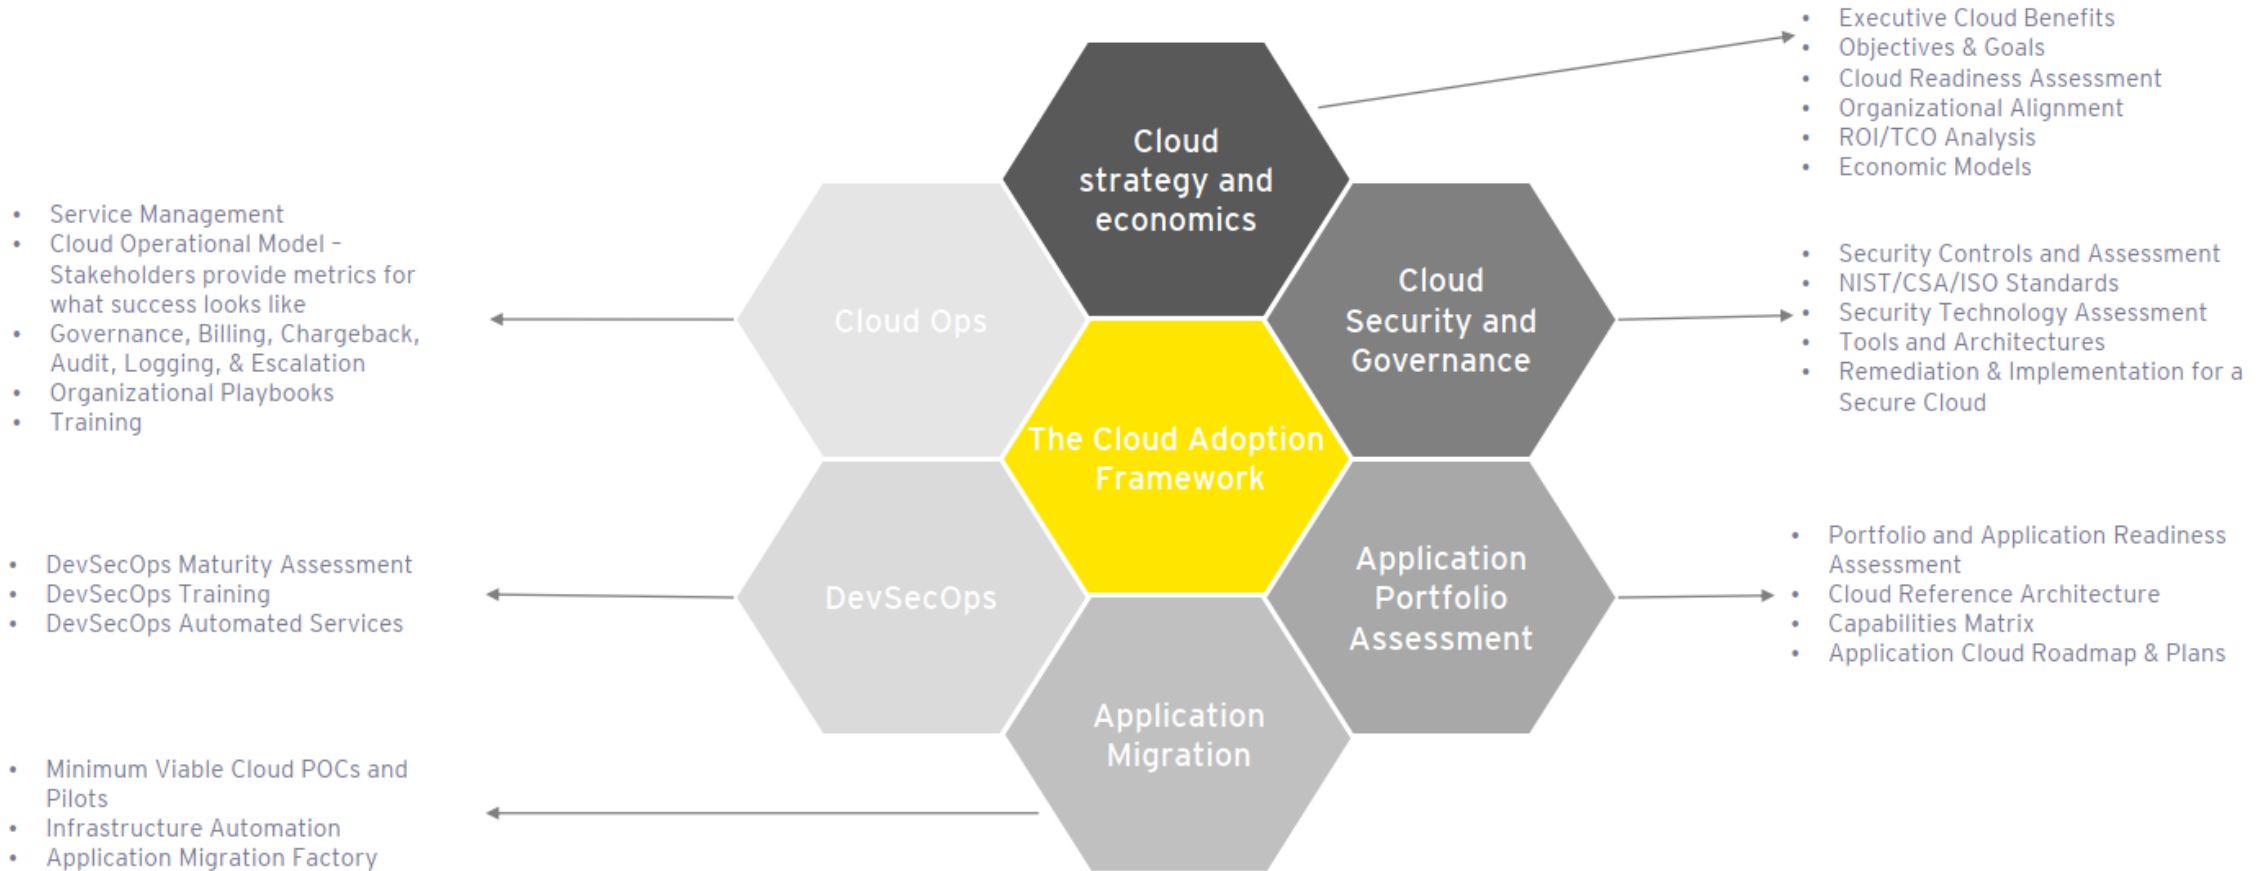 • Executive Cloud Benefits
• Objectives & Goals
• Cloud Readiness Assessment
• Organizational Alignment
• ROI/TCO Analysis
• Economic Models
Cloud
strategy and
economics
• Service Management
• Cloud Operational Model –
Stakeholders provide metrics for
what success looks like
• Governance, Billing, Chargeback,
Audit, Logging, & Escalation
• Organizational Playbooks
• Training
Cloud Ops
Cloud
Security and
Governance
• Security Controls and Assessment
• NIST/CSA/ISO Standards
• Security Technology Assessment
• Tools and Architectures
• Remediation & Implementation for a
Secure Cloud
The Cloud Adoption
Framework
• DevSecOps Maturity Assessment
• DevSecOps Training
• DevSecOps Automated Services
DevSecOps
Application
Portfolio
Assessment
• Portfolio and Application Readiness
Assessment
• Cloud Reference Architecture
• Capabilities Matrix
• Application Cloud Roadmap & Plans
Application
Migration
• Minimum Viable Cloud POCs and
Pilots
• Infrastructure Automation
• Application Migration Factory